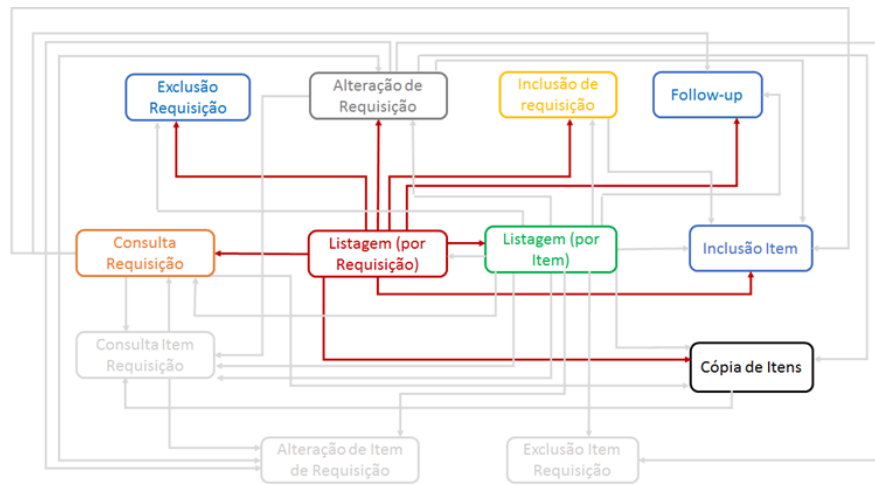 Exclusão
Requisição
Alteração de
Requisição
Inclusão de
requisição
Follow-up
Consulta
Requisição
Listagem (por
Requisição)
Listagem (por
Item)
Inclusão Item
Consulta Item
Requisição
Cópia de Itens
Alteração de Item
de Requisição
Exclusão Item
Requisição